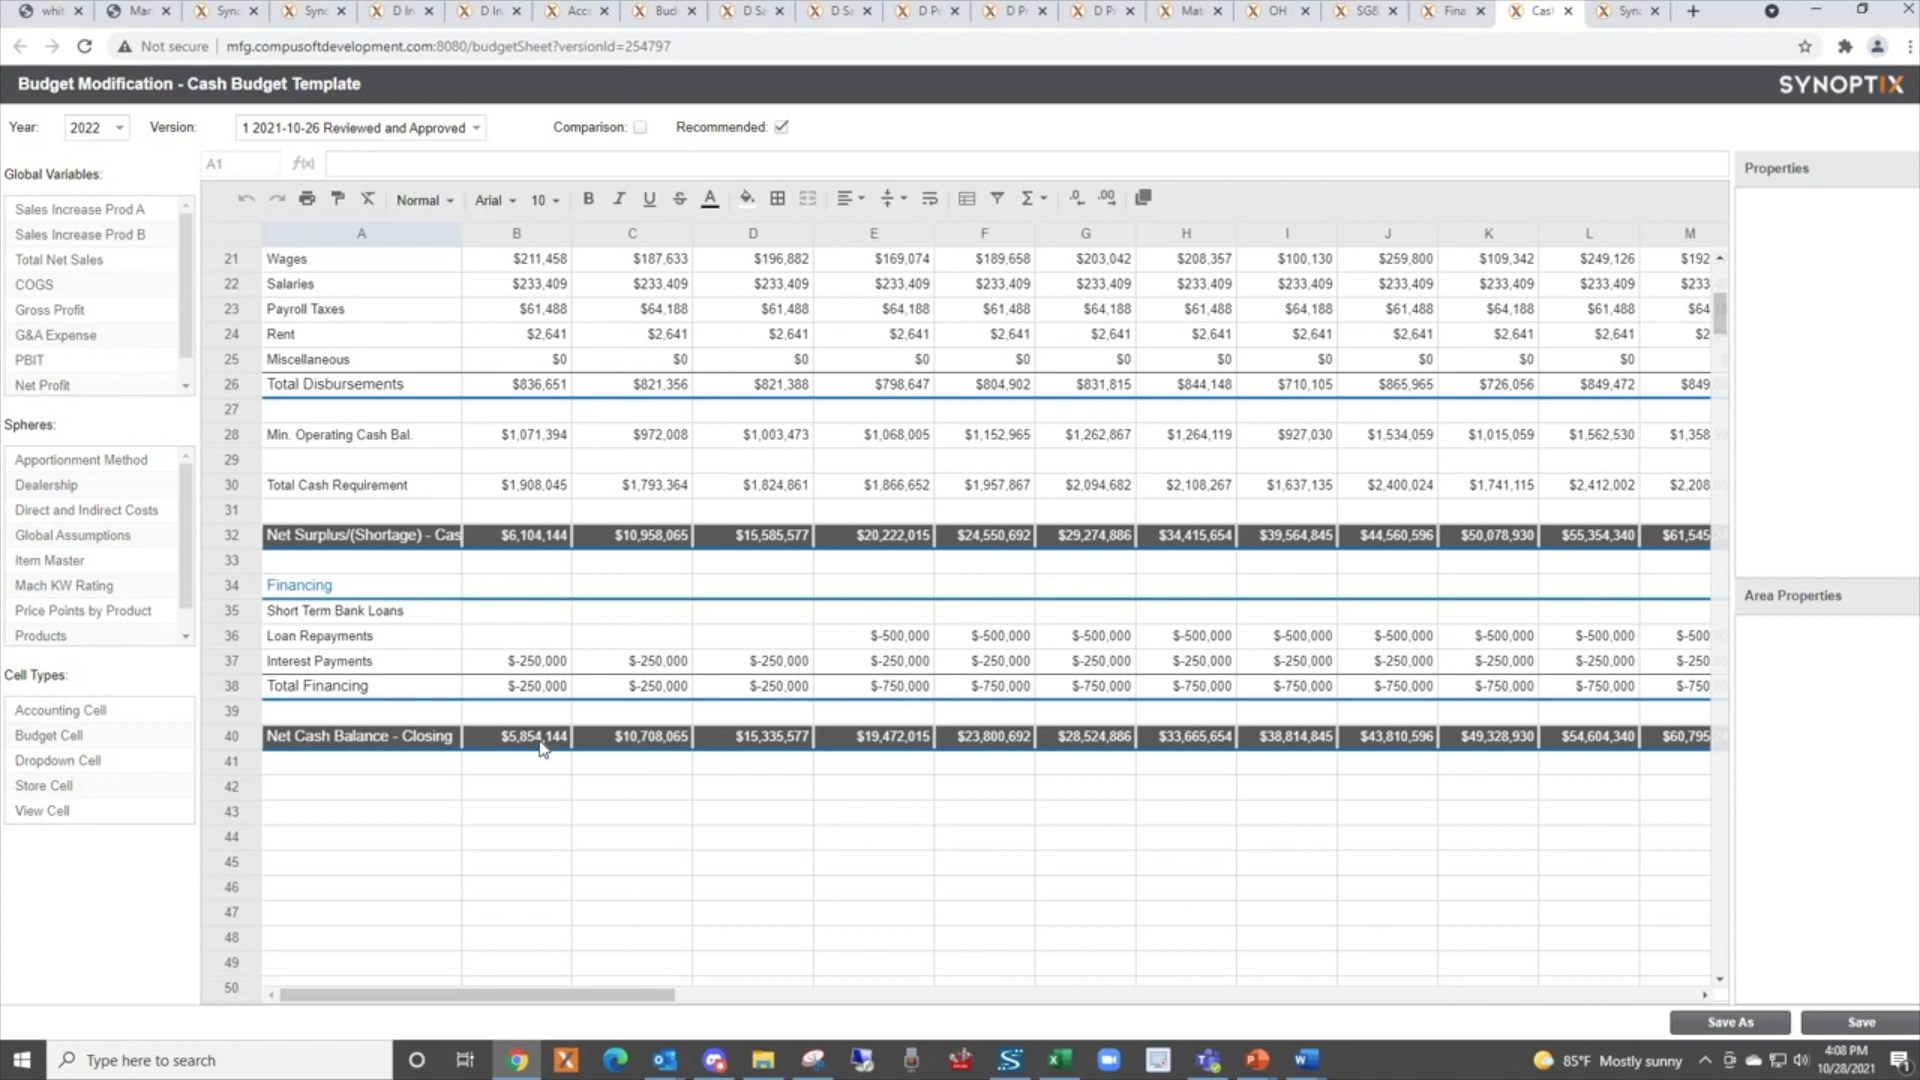 whit Mar Sync Sync D In D In Acc Bud D Sa D Sa D Pr D Pr D Pr Mat OH SG& Fina Cash Sync
Not secure mfg.compusoftdevelopment.com:8080/budgetSheet?versionId=254797
Budget Modification - Cash Budget Template SYNOPTIX
Year: 2022 Version: 1 2021-10-26 Reviewed and Approved Comparison: Recommended:
Global Variables:
Sales Increase Prod A
Sales Increase Prod B
Total Net Sales
COGS
Gross Profit
G&A Expense
PBIT
Net Profit
Spheres:
Apportionment Method
Dealership
Direct and Indirect Costs
Global Assumptions
Item Master
Mach KW Rating
Price Points by Product
Products
Cell Types:
Accounting Cell
Budget Cell
Dropdown Cell
Store Cell
View Cell
A1 f(x)
Normal Arial 10 B I U S A Σ .0 .00
A B C D E F G H I J K L M
21 Wages $211,458 $187,633 $196,882 $169,074 $189,658 $203,042 $208,357 $100,130 $259,800 $109,342 $249,126 $192
22 Salaries $233,409 $233,409 $233,409 $233,409 $233,409 $233,409 $233,409 $233,409 $233,409 $233,409 $233,409 $233
23 Payroll Taxes $61,488 $64,188 $61,488 $64,188 $61,488 $64,188 $61,488 $64,188 $61,488 $64,188 $61,488 $64
24 Rent $2,641 $2,641 $2,641 $2,641 $2,641 $2,641 $2,641 $2,641 $2,641 $2,641 $2,641 $2
25 Miscellaneous $0 $0 $0 $0 $0 $0 $0 $0 $0 $0 $0
26 Total Disbursements $836,651 $821,356 $821,388 $798,647 $804,902 $831,815 $844,148 $710,105 $865,965 $726,056 $849,472 $849
27
28 Min. Operating Cash Bal. $1,071,394 $972,008 $1,003,473 $1,068,005 $1,152,965 $1,262,867 $1,264,119 $927,030 $1,534,059 $1,015,059 $1,562,530 $1,358
29
30 Total Cash Requirement $1,908,045 $1,793,364 $1,824,861 $1,866,652 $1,957,867 $2,094,682 $2,108,267 $1,637,135 $2,400,024 $1,741,115 $2,412,002 $2,208
31
32 Net Surplus/(Shortage) - Cas $6,104,144 $10,958,065 $15,585,577 $20,222,015 $24,550,692 $29,274,886 $34,415,654 $39,564,845 $44,560,596 $50,078,930 $55,354,340 $61,545
33
34 Financing
35 Short Term Bank Loans
36 Loan Repayments $-500,000 $-500,000 $-500,000 $-500,000 $-500,000 $-500,000 $-500,000 $-500,000 $-500
37 Interest Payments $-250,000 $-250,000 $-250,000 $-250,000 $-250,000 $-250,000 $-250,000 $-250,000 $-250,000 $-250,000 $-250,000 $-250
38 Total Financing $-250,000 $-250,000 $-250,000 $-750,000 $-750,000 $-750,000 $-750,000 $-750,000 $-750,000 $-750,000 $-750,000 $-750
39
40 Net Cash Balance - Closing $5,854,144 $10,708,065 $15,335,577 $19,472,015 $23,800,692 $28,524,886 $33,665,654 $38,814,845 $43,810,596 $49,328,930 $54,604,340 $60,795
41
42
43
44
45
46
47
48
49
50
Properties
Area Properties
Save As Save
Type here to search
85°F Mostly sunny
4:08 PM
10/28/2021